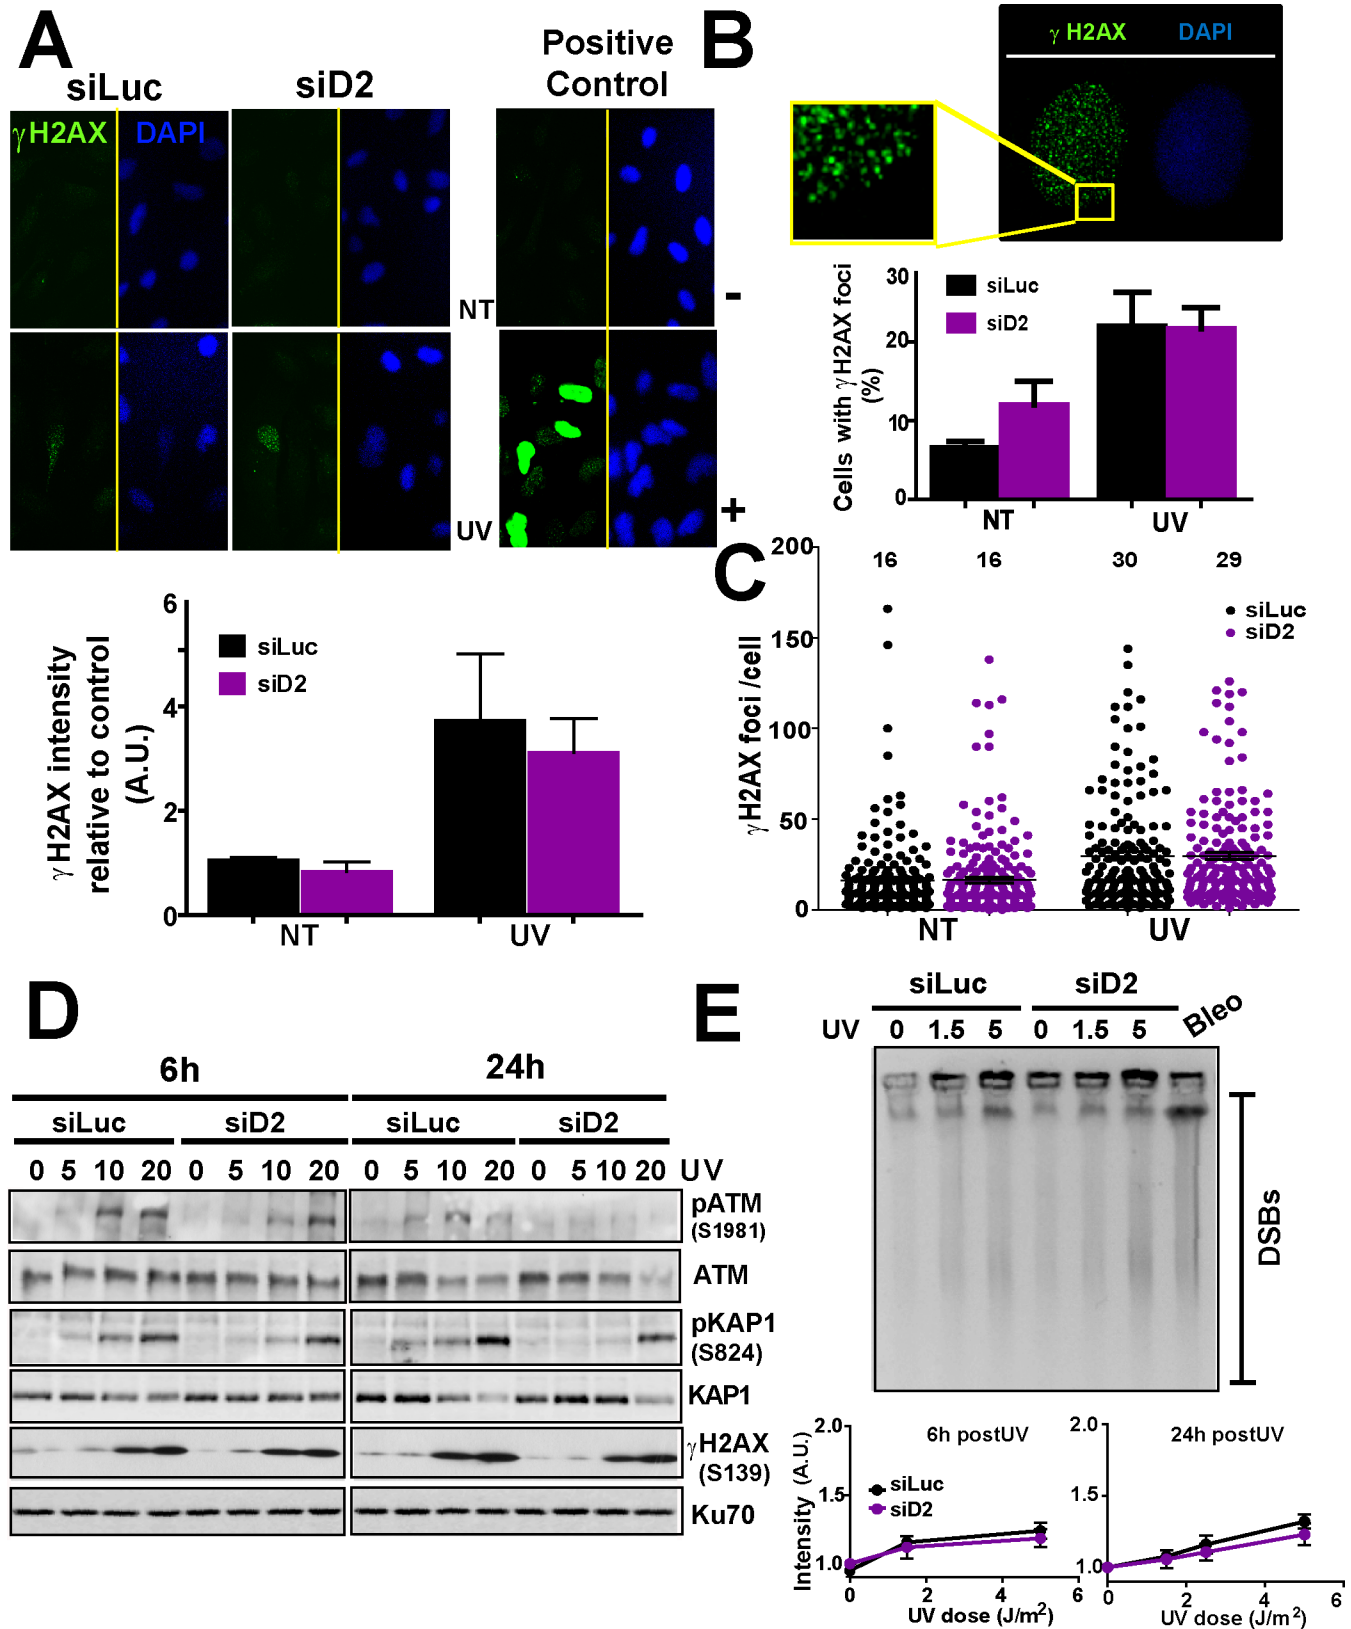 A
siLuc
siD2
Positive
Control
γH2AX
DAPI
NT
-
UV
+
γH2AX intensity
relative to control
(A.U.)
6
4
2
0
siLuc
siD2
NT
UV
B
γ H2AX
DAPI
Cells with γH2AX foci
(%)
30
20
10
0
siLuc
siD2
NT
UV
C
γH2AX foci /cell
200
150
100
50
0
16
16
30
29
siLuc
siD2
NT
UV
D
6h
24h
siLuc
siD2
siLuc
siD2
0 5 10 20 0 5 10 20 0 5 10 20 0 5 10 20 UV
pATM
(S1981)
ATM
pKAP1
(S824)
KAP1
γH2AX
(S139)
Ku70
E
siLuc
siD2
Bleo
UV 0 1.5 5 0 1.5 5
DSBs
Intensity (A.U.)
2.0
1.5
1.0
6h postUV
siLuc
siD2
0 2 4 6
UV dose (J/m²)
2.0
1.5
1.0
24h postUV
0 2 4 6
UV dose (J/m²)